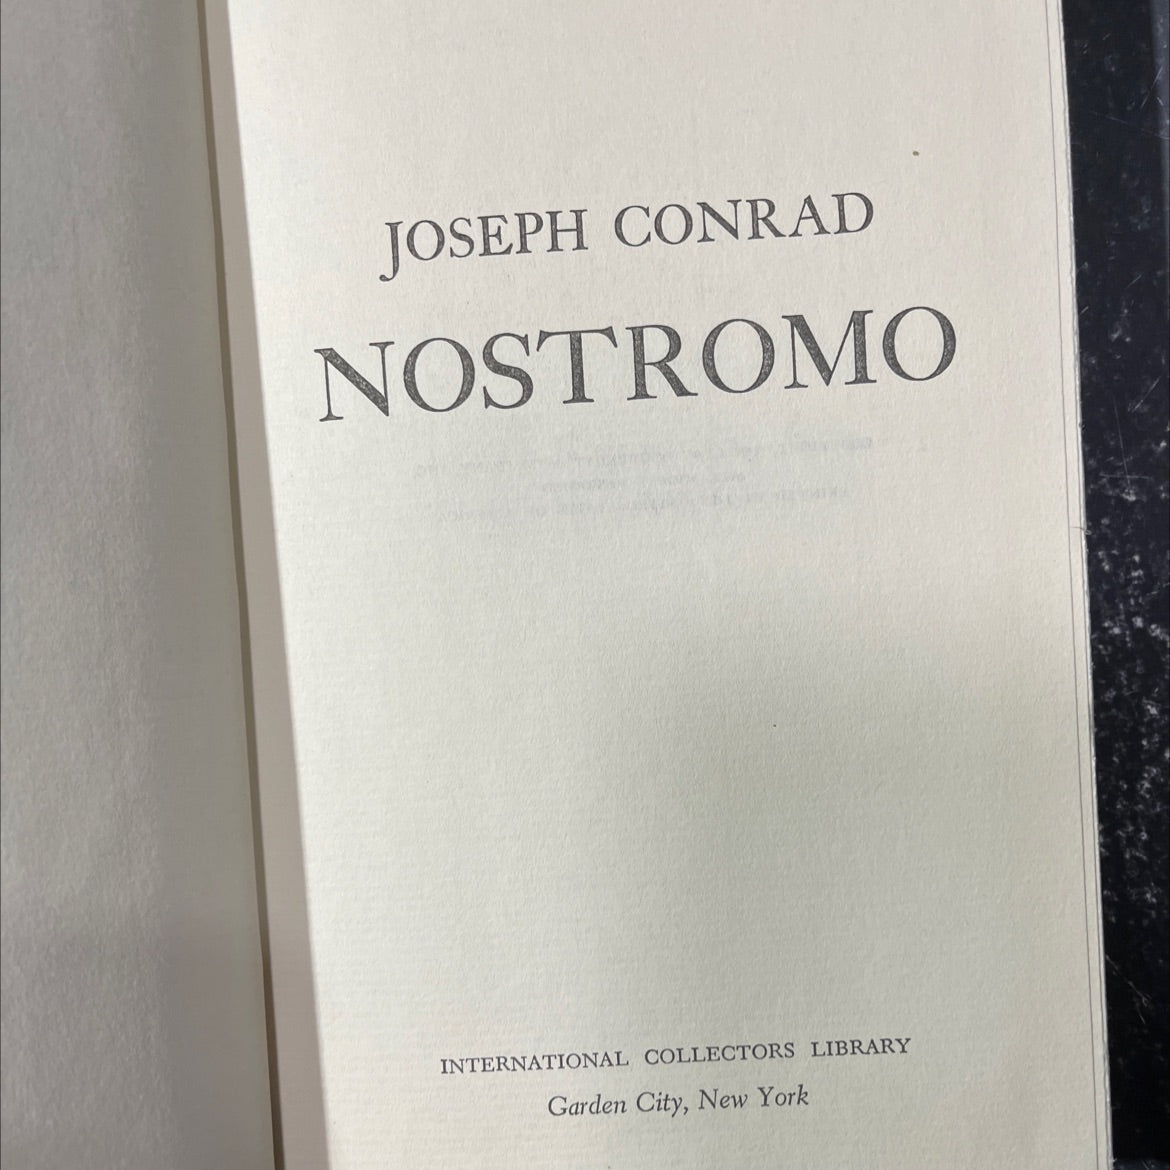 JOSEPH CONRAD
NOSTROMO
INTERNATIONAL COLLECTORS LIBRARY
Garden City, New York